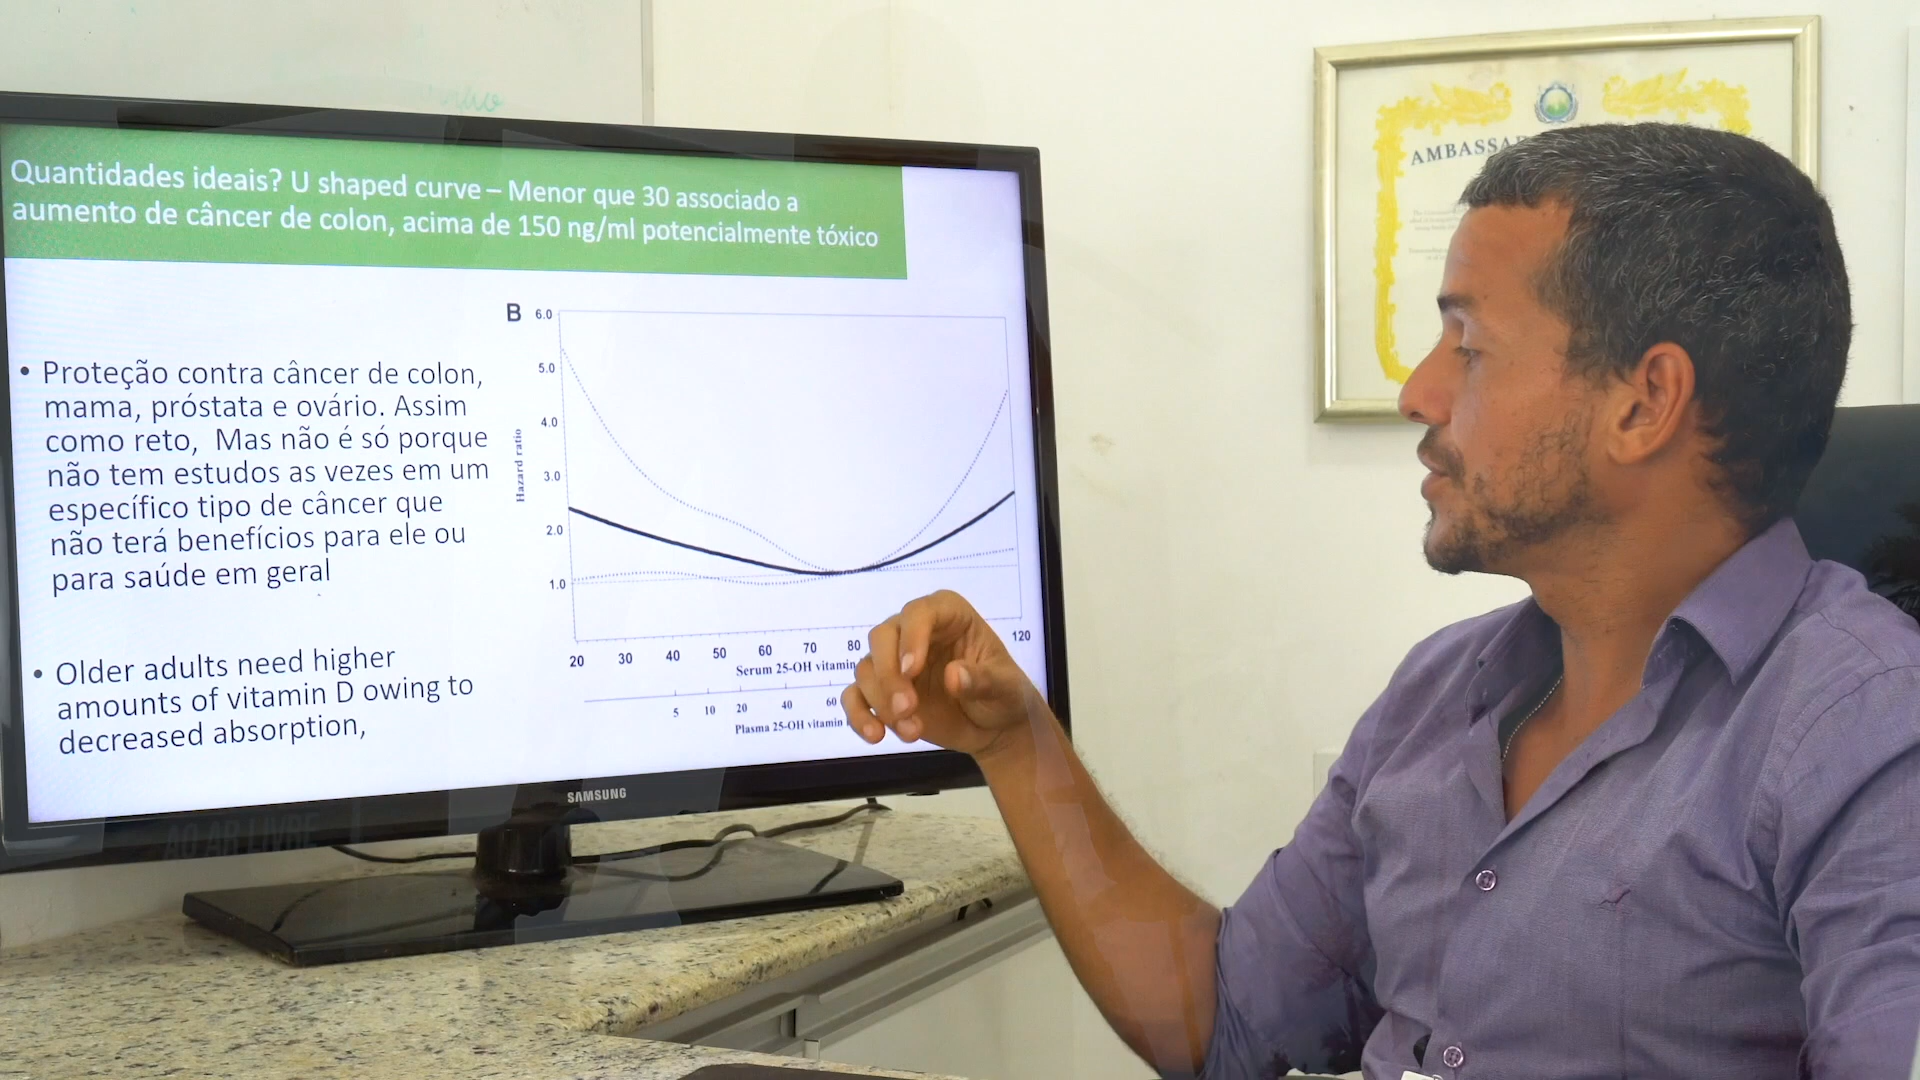 Quantidades ideais? U shaped curve – Menor que 30 associado a
aumento de câncer de colon, acima de 150 ng/ml potencialmente tóxico
• Proteção contra câncer de colon,
mama, próstata e ovário. Assim
como reto, Mas não é só porque
não tem estudos as vezes em um
específico tipo de câncer que
não terá benefícios para ele ou
para saúde em geral
• Older adults need higher
amounts of vitamin D owing to
decreased absorption,
B
6.0
5.0
4.0
3.0
2.0
1.0
Hazard ratio
20 30 40 50 60 70 80 120
Serum 25-OH vitamin
5 10 20 40 60
Plasma 25-OH vitamin
SAMSUNG
AO AR LIVRE